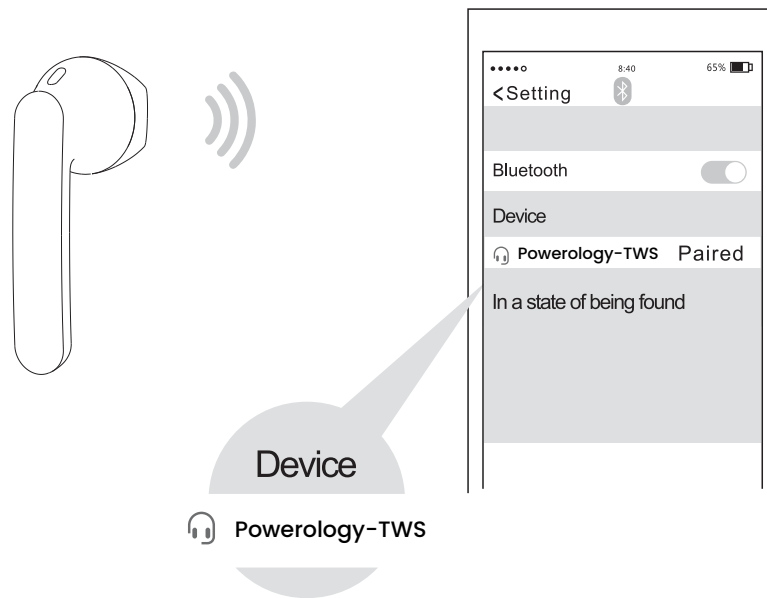 8:40
65%
<Setting
Bluetooth
Device
Powerology-TWS Paired
In a state of being found
Device
Powerology-TWS